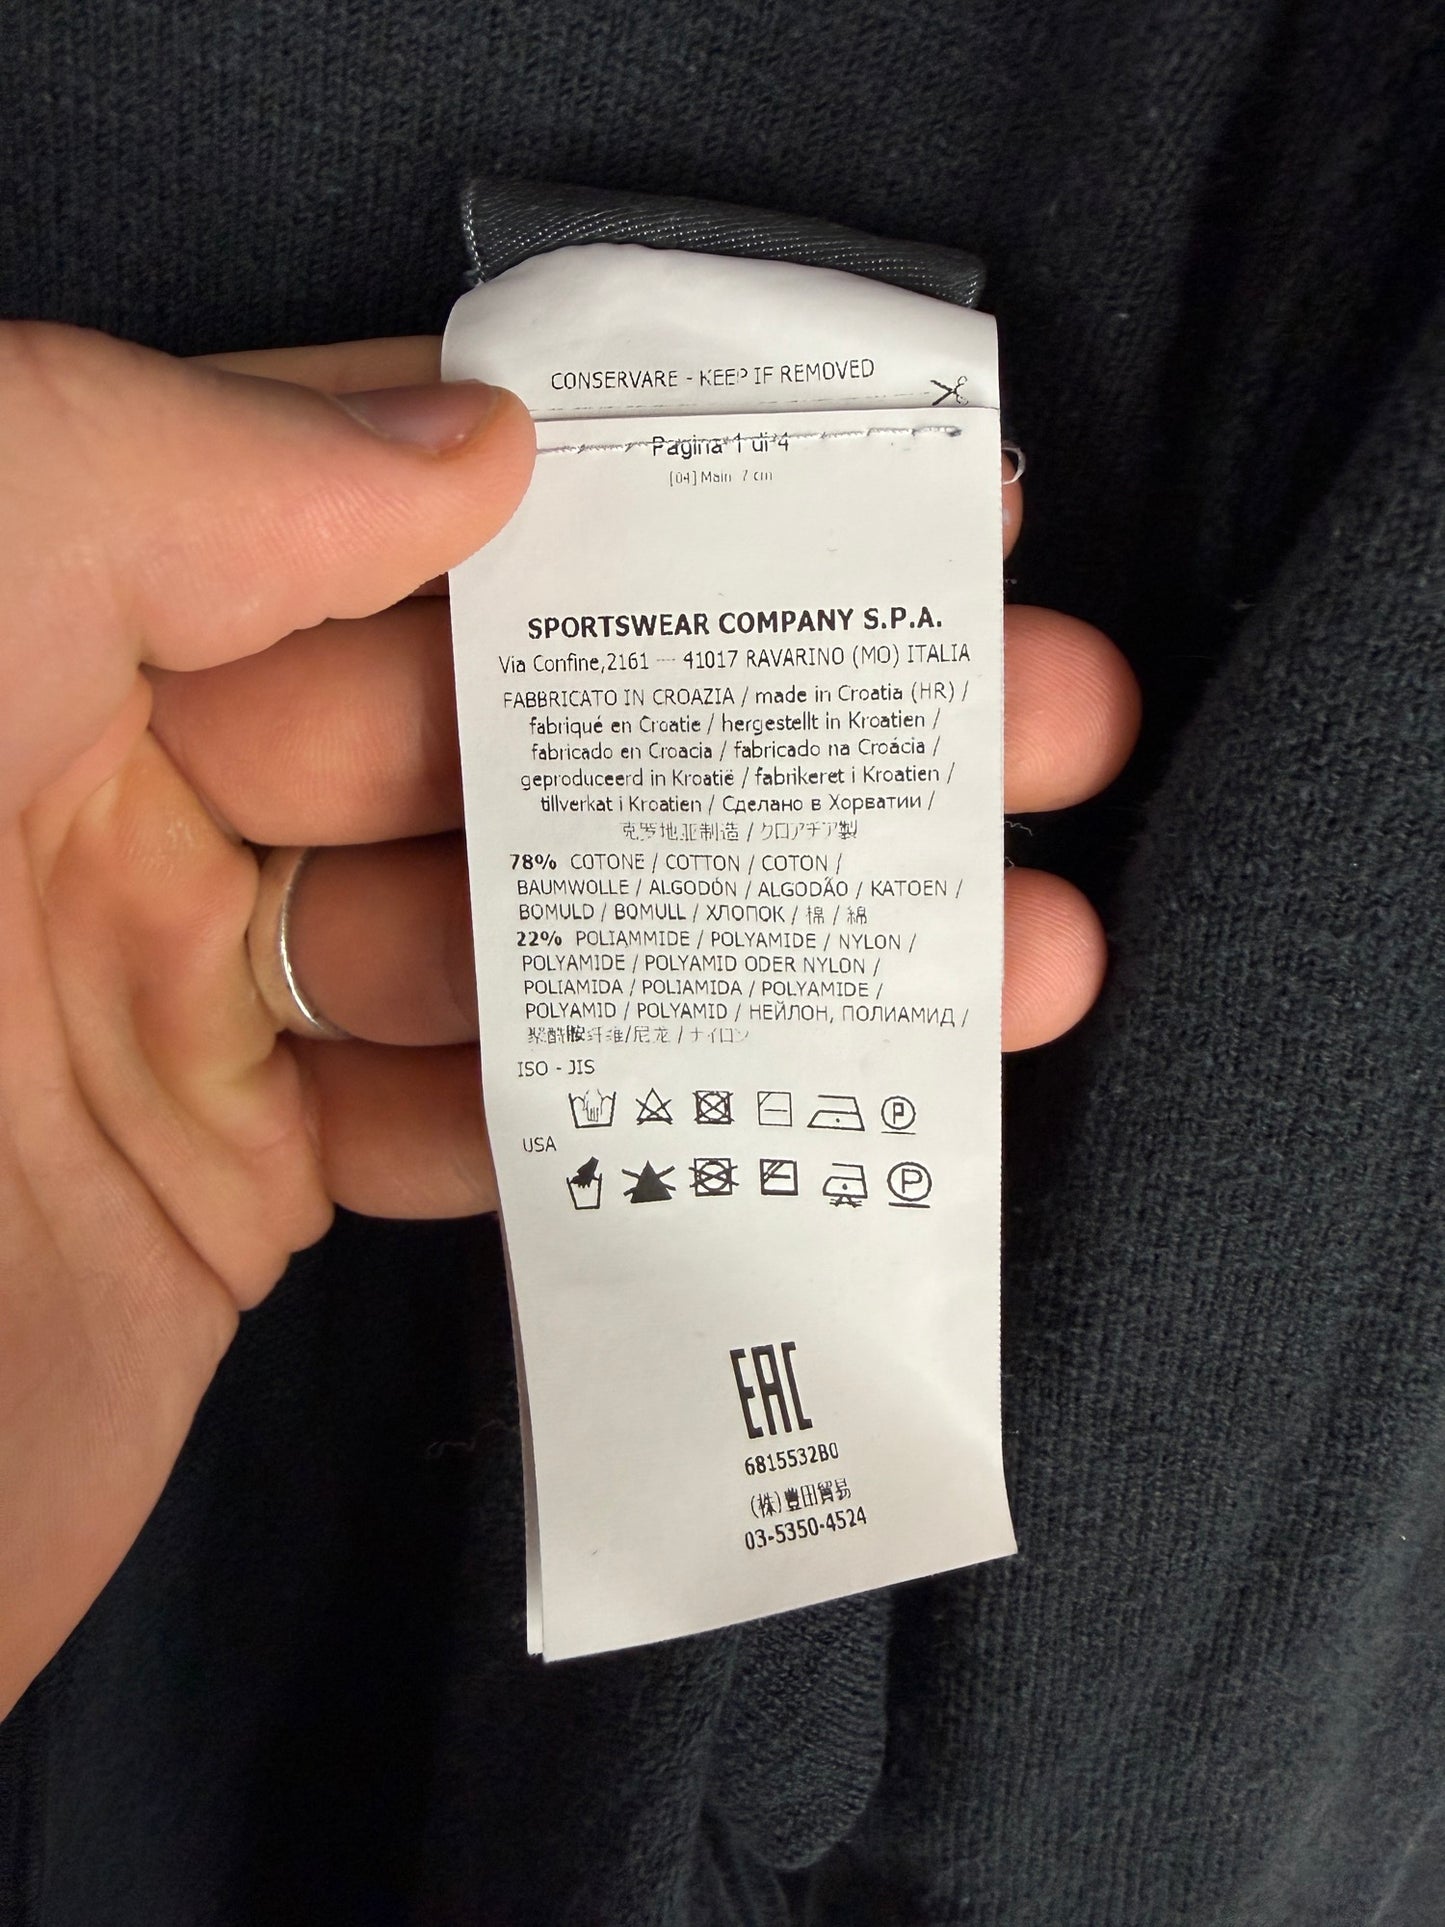 CONSERVARE - KEEP IF REMOVED
Pagina 1 di 4
[04] Main 7 cm
SPORTSWEAR COMPANY S.P.A.
Via Confine,2161 --- 41017 RAVARINO (MO) ITALIA
FABBRICATO IN CROAZIA / made in Croatia (HR) /
fabriqué en Croatie / hergestellt in Kroatien /
fabricado en Croacia / fabricado na Croácia /
geproduceerd in Kroatië / fabrikeret i Kroatien /
tillverkat i Kroatien / Сделано в Хорватии /
克罗地亚制造 / クロアチア製
78% COTONE / COTTON / COTON /
BAUMWOLLE / ALGODÓN / ALGODÃO / KATOEN /
BOMULD / BOMULL / ХЛОПОК / 棉 / 綿
22% POLIAMMIDE / POLYAMIDE / NYLON /
POLYAMIDE / POLYAMID ODER NYLON /
POLIAMIDA / POLIAMIDA / POLYAMIDE /
POLYAMID / POLYAMID / НЕЙЛОН, ПОЛИАМИД /
聚酰胺纤维/尼龙 / ナイロン
ISO - JIS
P
USA
P
EAC
6815532B0
(株)豊田貿易
03-5350-4524